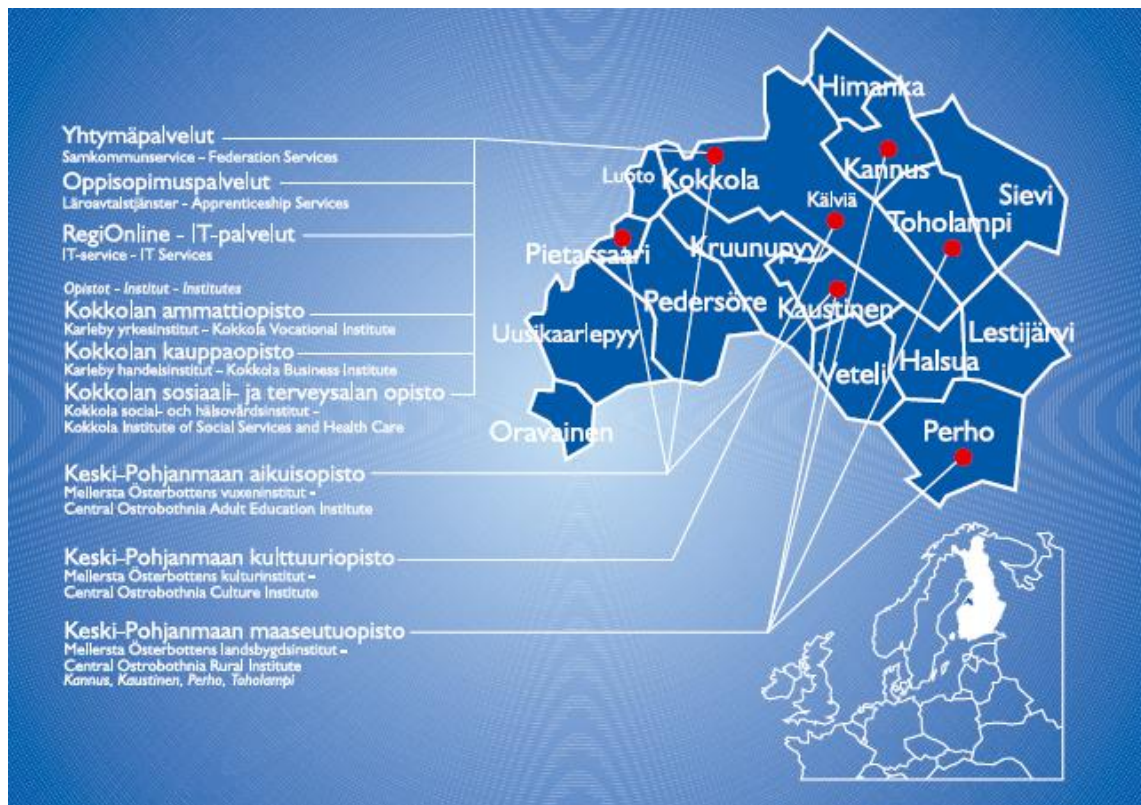 Yhtymäpalvelut
Samkommunservice – Federation Services
Oppisopimuspalvelut
Läroavtalstjänster – Apprenticeship Services
RegiOnline – IT-palvelut
IT-service – IT Services
Opistot – Institut – Institutes
Kokkolan ammattiopisto
Karleby yrkesinstitut – Kokkola Vocational Institute
Kokkolan kauppaopisto
Karleby handelsinstitut – Kokkola Business Institute
Kokkolan sosiaali- ja terveysalan opisto
Kokkola social- och hälsovårdsinstitut –
Kokkola Institute of Social Services and Health Care
Keski-Pohjanmaan aikuisopisto
Mellersta Österbottens vuxeninstitut –
Central Ostrobothnia Adult Education Institute
Keski-Pohjanmaan kulttuuriopisto
Mellersta Österbottens kulturinstitut –
Central Ostrobothnia Culture Institute
Keski-Pohjanmaan maaseutuopisto
Mellersta Österbottens landsbygdsinstitut –
Central Ostrobothnia Rural Institute
Kannus, Kaustinen, Perho, Toholampi
Himanka
Kannus
Luoto
Kokkola
Kälviä
Sievi
Toholampi
Pietarsaari
Kruunupyy
Pedersöre
Kaustinen
Uusikaarlepyy
Lestijärvi
Halsua
Veteli
Oravainen
Perho